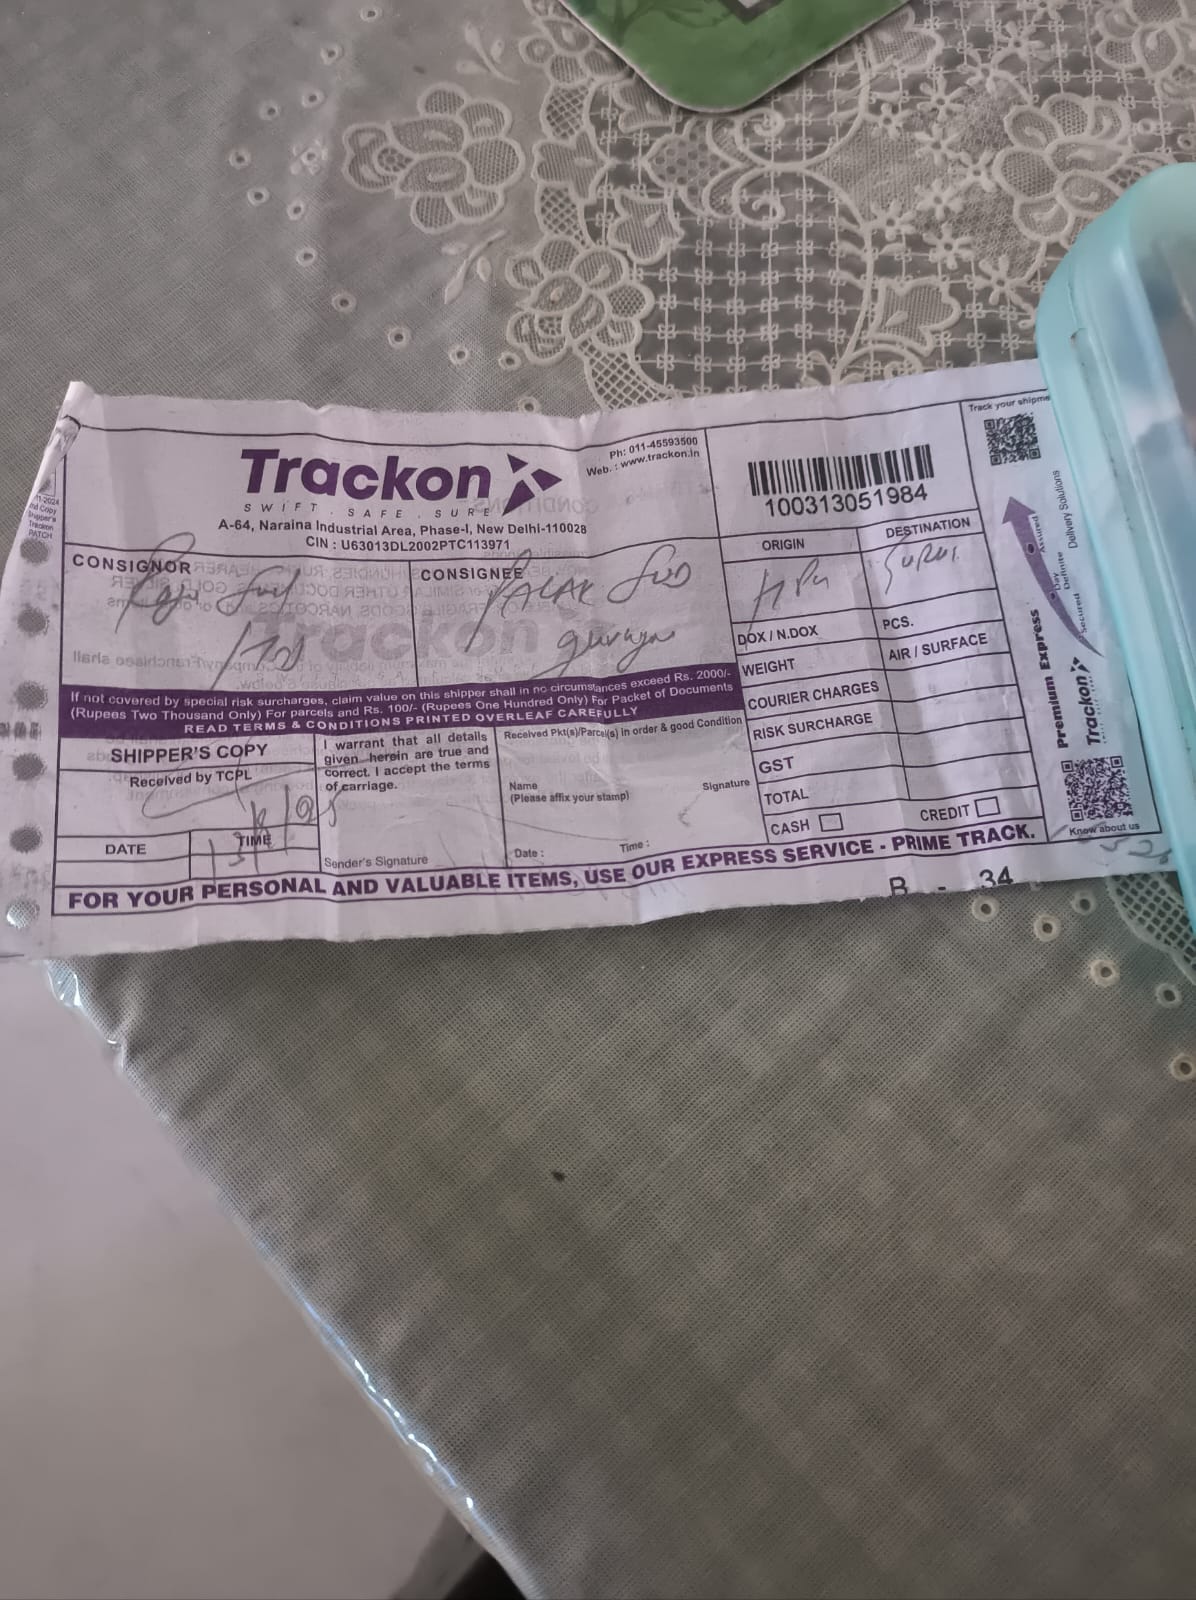 Track your shipme
Ph: 011-45593500
Web. : www.trackon.in
Trackon
SWIFT . SAFE . SURE
A-64, Naraina Industrial Area, Phase-I, New Delhi-110028
CIN : U63013DL2002PTC113971
100313051984
ORIGIN
DESTINATION
CONSIGNOR
CONSIGNEE
PALAK
DOX / N.DOX
PCS.
WEIGHT
AIR / SURFACE
COURIER CHARGES
RISK SURCHARGE
GST
TOTAL
CASH
CREDIT
If not covered by special risk surcharges, claim value on this shipper shall in no circumstances exceed Rs. 2000/-
(Rupees Two Thousand Only) For parcels and Rs. 100/- (Rupees One Hundred Only) For Packet of Documents
READ TERMS & CONDITIONS PRINTED OVERLEAF CAREFULLY
SHIPPER'S COPY
Received by TCPL
DATE
TIME
I warrant that all details
given herein are true and
correct. I accept the terms
of carriage.
Sender's Signature
Received Pkt(s)/Parcel(s) in order & good Condition
Name
(Please affix your stamp)
Signature
Date :
Time :
FOR YOUR PERSONAL AND VALUABLE ITEMS, USE OUR EXPRESS SERVICE - PRIME TRACK.
Premium Express
Secured
Day Definite
Assured
Trackon
Delivery Solutions
Know about us
B - 34